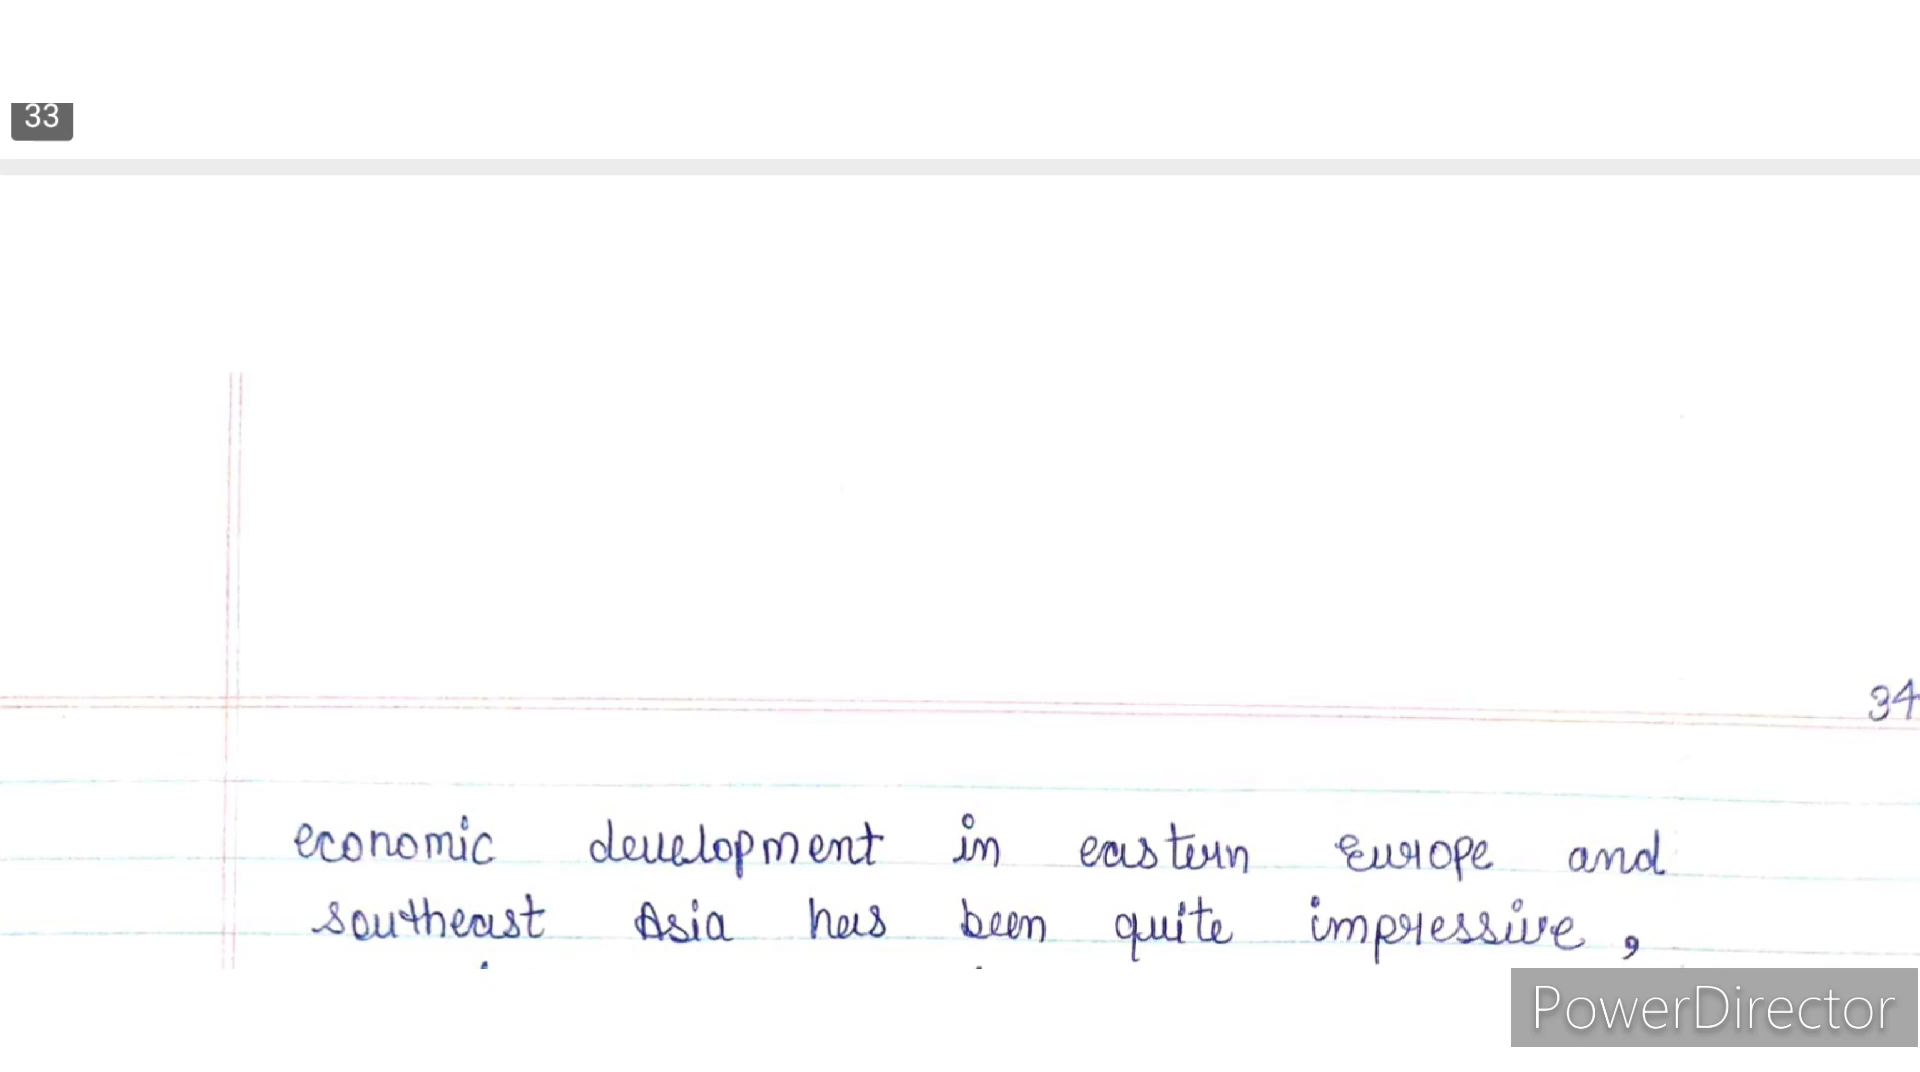 33
34
economic development in eastern Europe and
southeast Asia has been quite impressive,
PowerDirector